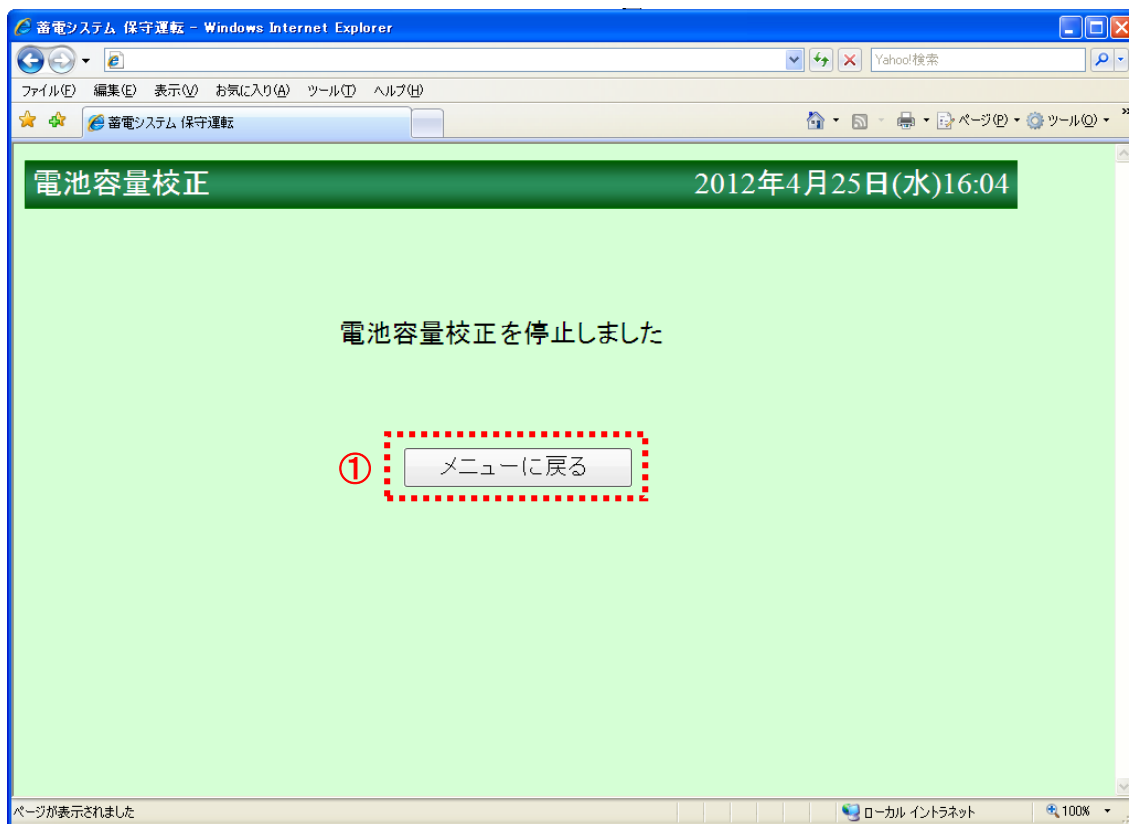 蓄電システム 保守運転 - Windows Internet Explorer
Yahoo!検索
ファイル(F) 編集(E) 表示(V) お気に入り(A) ツール(T) ヘルプ(H)
蓄電システム 保守運転
ページ(P) ツール(O)
電池容量校正 2012年4月25日(水)16:04
電池容量校正を停止しました
① メニューに戻る
ページが表示されました ローカル イントラネット 100%